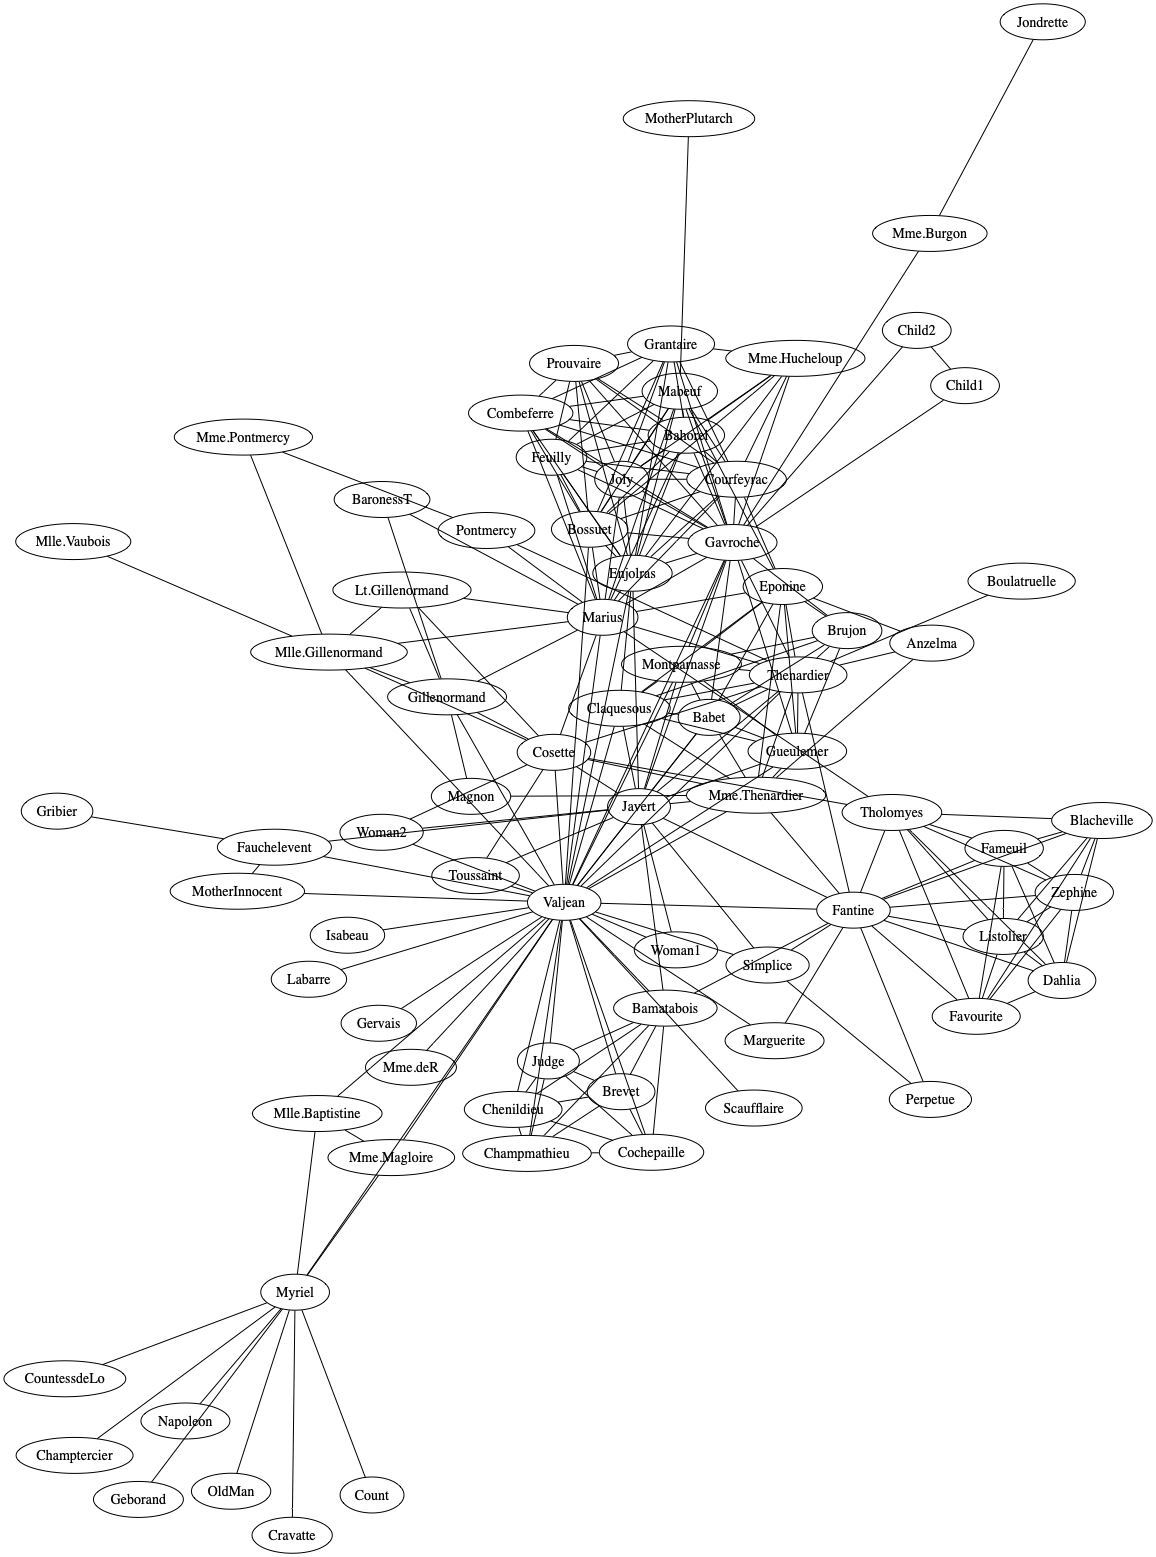 Jondrette
MotherPlutarch
Mme.Burgon
Child2
Grantaire
Mme.Hucheloup
Prouvaire
Child1
Mabeuf
Combeferre
Mme.Pontmercy
Bahorel
Feuilly
Joly
Courfeyrac
BaronessT
Pontmercy
Bossuet
Mlle.Vaubois
Gavroche
Enjolras
Boulatruelle
Eponine
Lt.Gillenormand
Marius
Brujon
Anzelma
Mlle.Gillenormand
Montparnasse
Thenardier
Gillenormand
Claquesous
Babet
Cosette
Gueulemer
Magnon
Mme.Thenardier
Javert
Gribier
Tholomyes
Blacheville
Woman2
Fauchelevent
Fameuil
Toussaint
MotherInnocent
Zephine
Valjean
Fantine
Isabeau
Listolier
Woman1
Simplice
Labarre
Dahlia
Bamatabois
Favourite
Gervais
Marguerite
Judge
Mme.deR
Brevet
Perpetue
Chenildieu
Scaufflaire
Mlle.Baptistine
Champmathieu
Cochepaille
Mme.Magloire
Myriel
CountessdeLo
Napoleon
Champtercier
OldMan
Count
Geborand
Cravatte